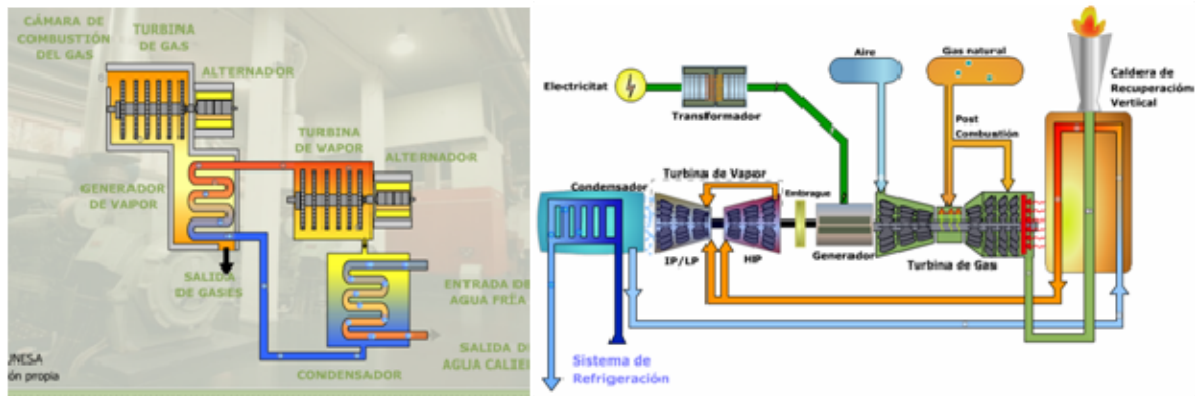 CÁMARA DE
COMBUSTIÓN
DEL GAS
TURBINA
DE GAS
ALTERNADOR
TURBINA
DE VAPOR
ALTERNADOR
GENERADOR
DE VAPOR
SALIDA
DE GASES
ENTRADA DE
AGUA FRÍA
SALIDA D
AGUA CALIE
CONDENSADOR
UNESA
ón propia
Aire
Gas natural
Electricitat
Transformador
Post
Combustión
Caldera de
Recuperación
Vertical
Condensador
Turbina de Vapor
Embrague
IP/LP
HIP
Generador
Turbina de Gas
Sistema de
Refrigeración